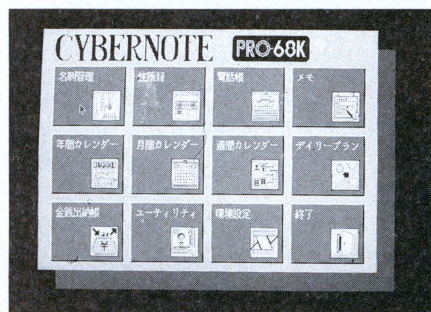 CYBERNOTE PRO-68K
名刺管理 住所録 電話帳 メモ
年間カレンダー 月間カレンダー 週間カレンダー デイリープラン
金銭出納帳 ユーティリティ 環境設定 終了